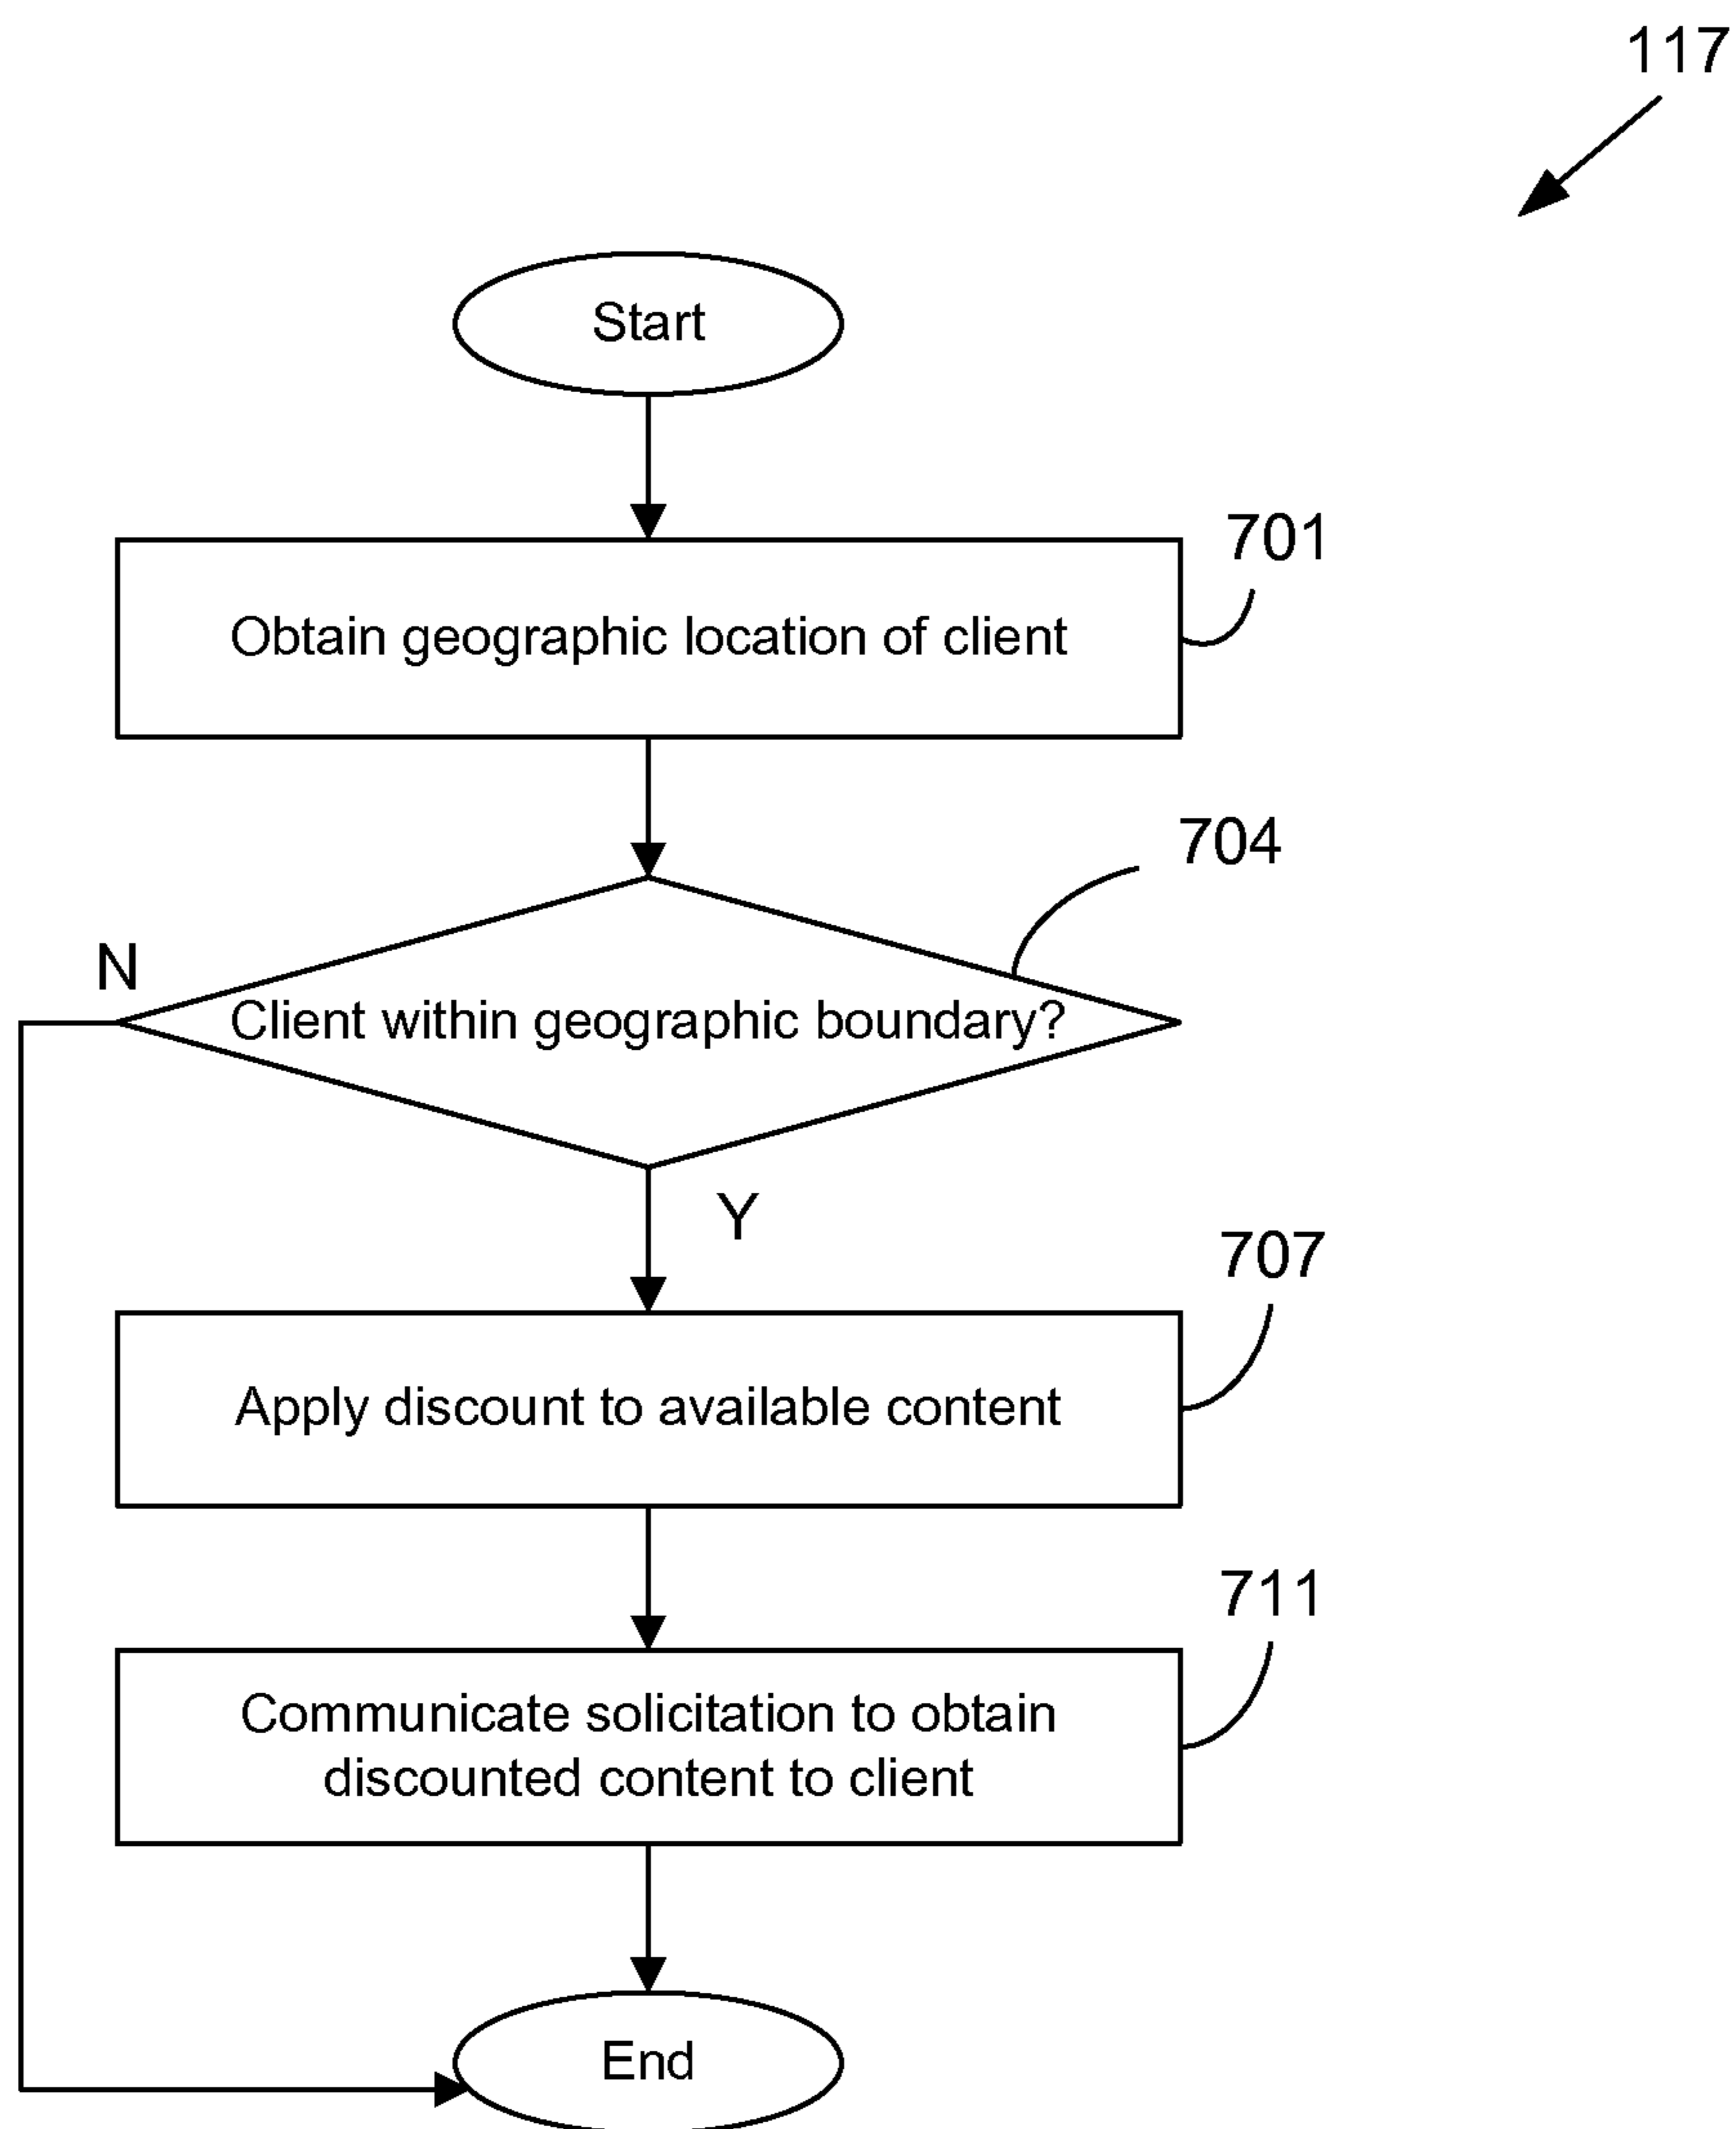 117
Start
701
Obtain geographic location of client
704
N
Client within geographic boundary?
Y
707
Apply discount to available content
711
Communicate solicitation to obtain
discounted content to client
End